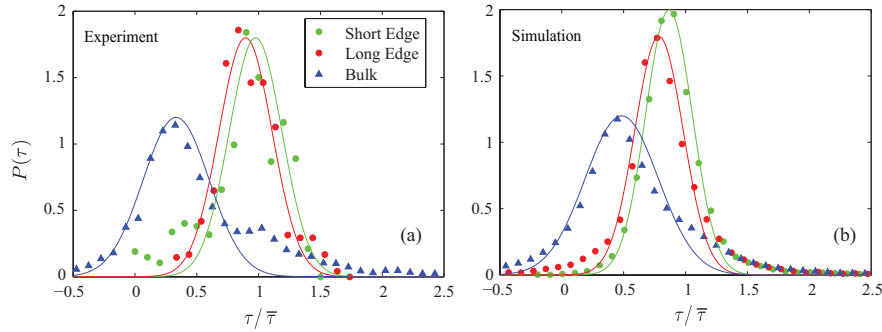 Experiment
Short Edge
Long Edge
Bulk
(a)
P(τ)
0
0.5
1
1.5
2
−0.5 0 0.5 1 1.5 2 2.5
τ/τ̅
Simulation
(b)
0
0.5
1
1.5
2
−0.5 0 0.5 1 1.5 2 2.5
τ/τ̅